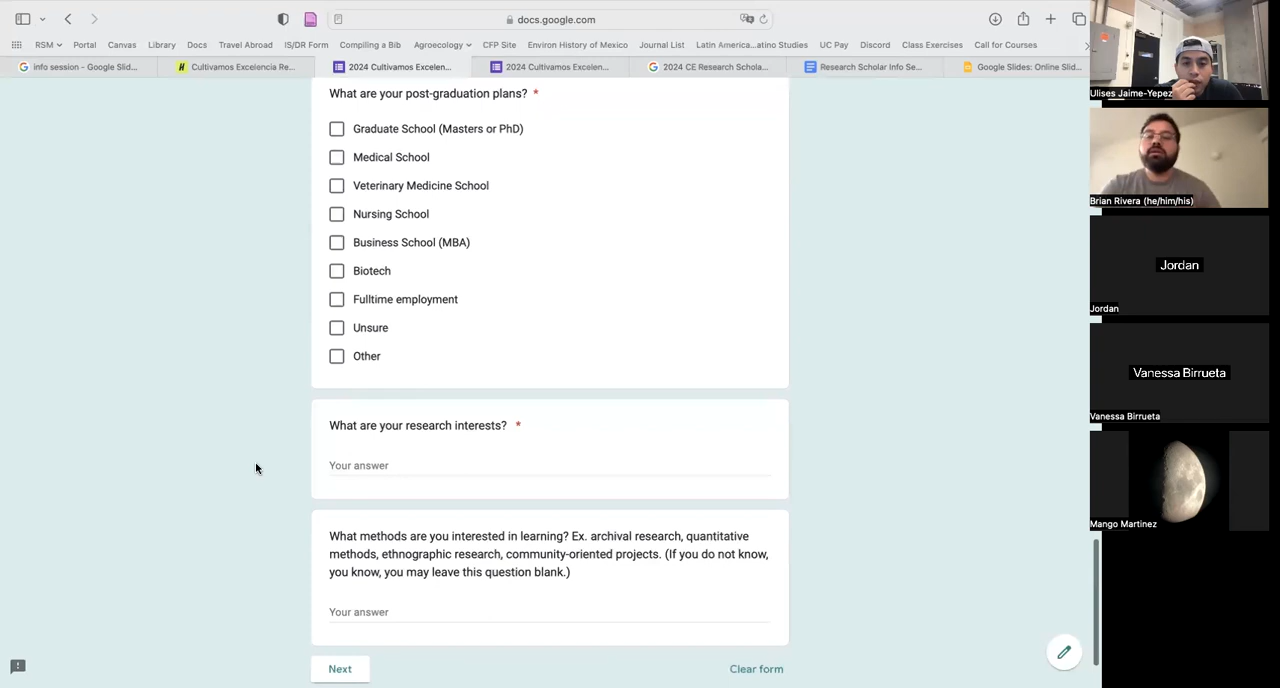 docs.google.com
RSM
Portal
Canvas
Library
Docs
Travel Abroad
IS/DR Form
Compiling a Bib
Agroecology
CFP Site
Environ History of Mexico
Journal List
Latin America...atino Studies
UC Pay
Discord
Class Exercises
Call for Courses
info session - Google Slid...
Cultivamos Excelencia Re...
2024 Cultivamos Excelen...
2024 Cultivamos Excelen...
2024 CE Research Schola...
Research Scholar Info Se...
Google Slides: Online Slid...
What are your post-graduation plans? *
Graduate School (Masters or PhD)
Medical School
Veterinary Medicine School
Nursing School
Business School (MBA)
Biotech
Fulltime employment
Unsure
Other
What are your research interests? *
Your answer
What methods are you interested in learning? Ex. archival research, quantitative
methods, ethnographic research, community-oriented projects. (If you do not know,
you know, you may leave this question blank.)
Your answer
Next
Clear form
Ulises Jaime-Yepez
Brian Rivera (he/him/his)
Jordan
Jordan
Vanessa Birrueta
Vanessa Birrueta
Mango Martinez